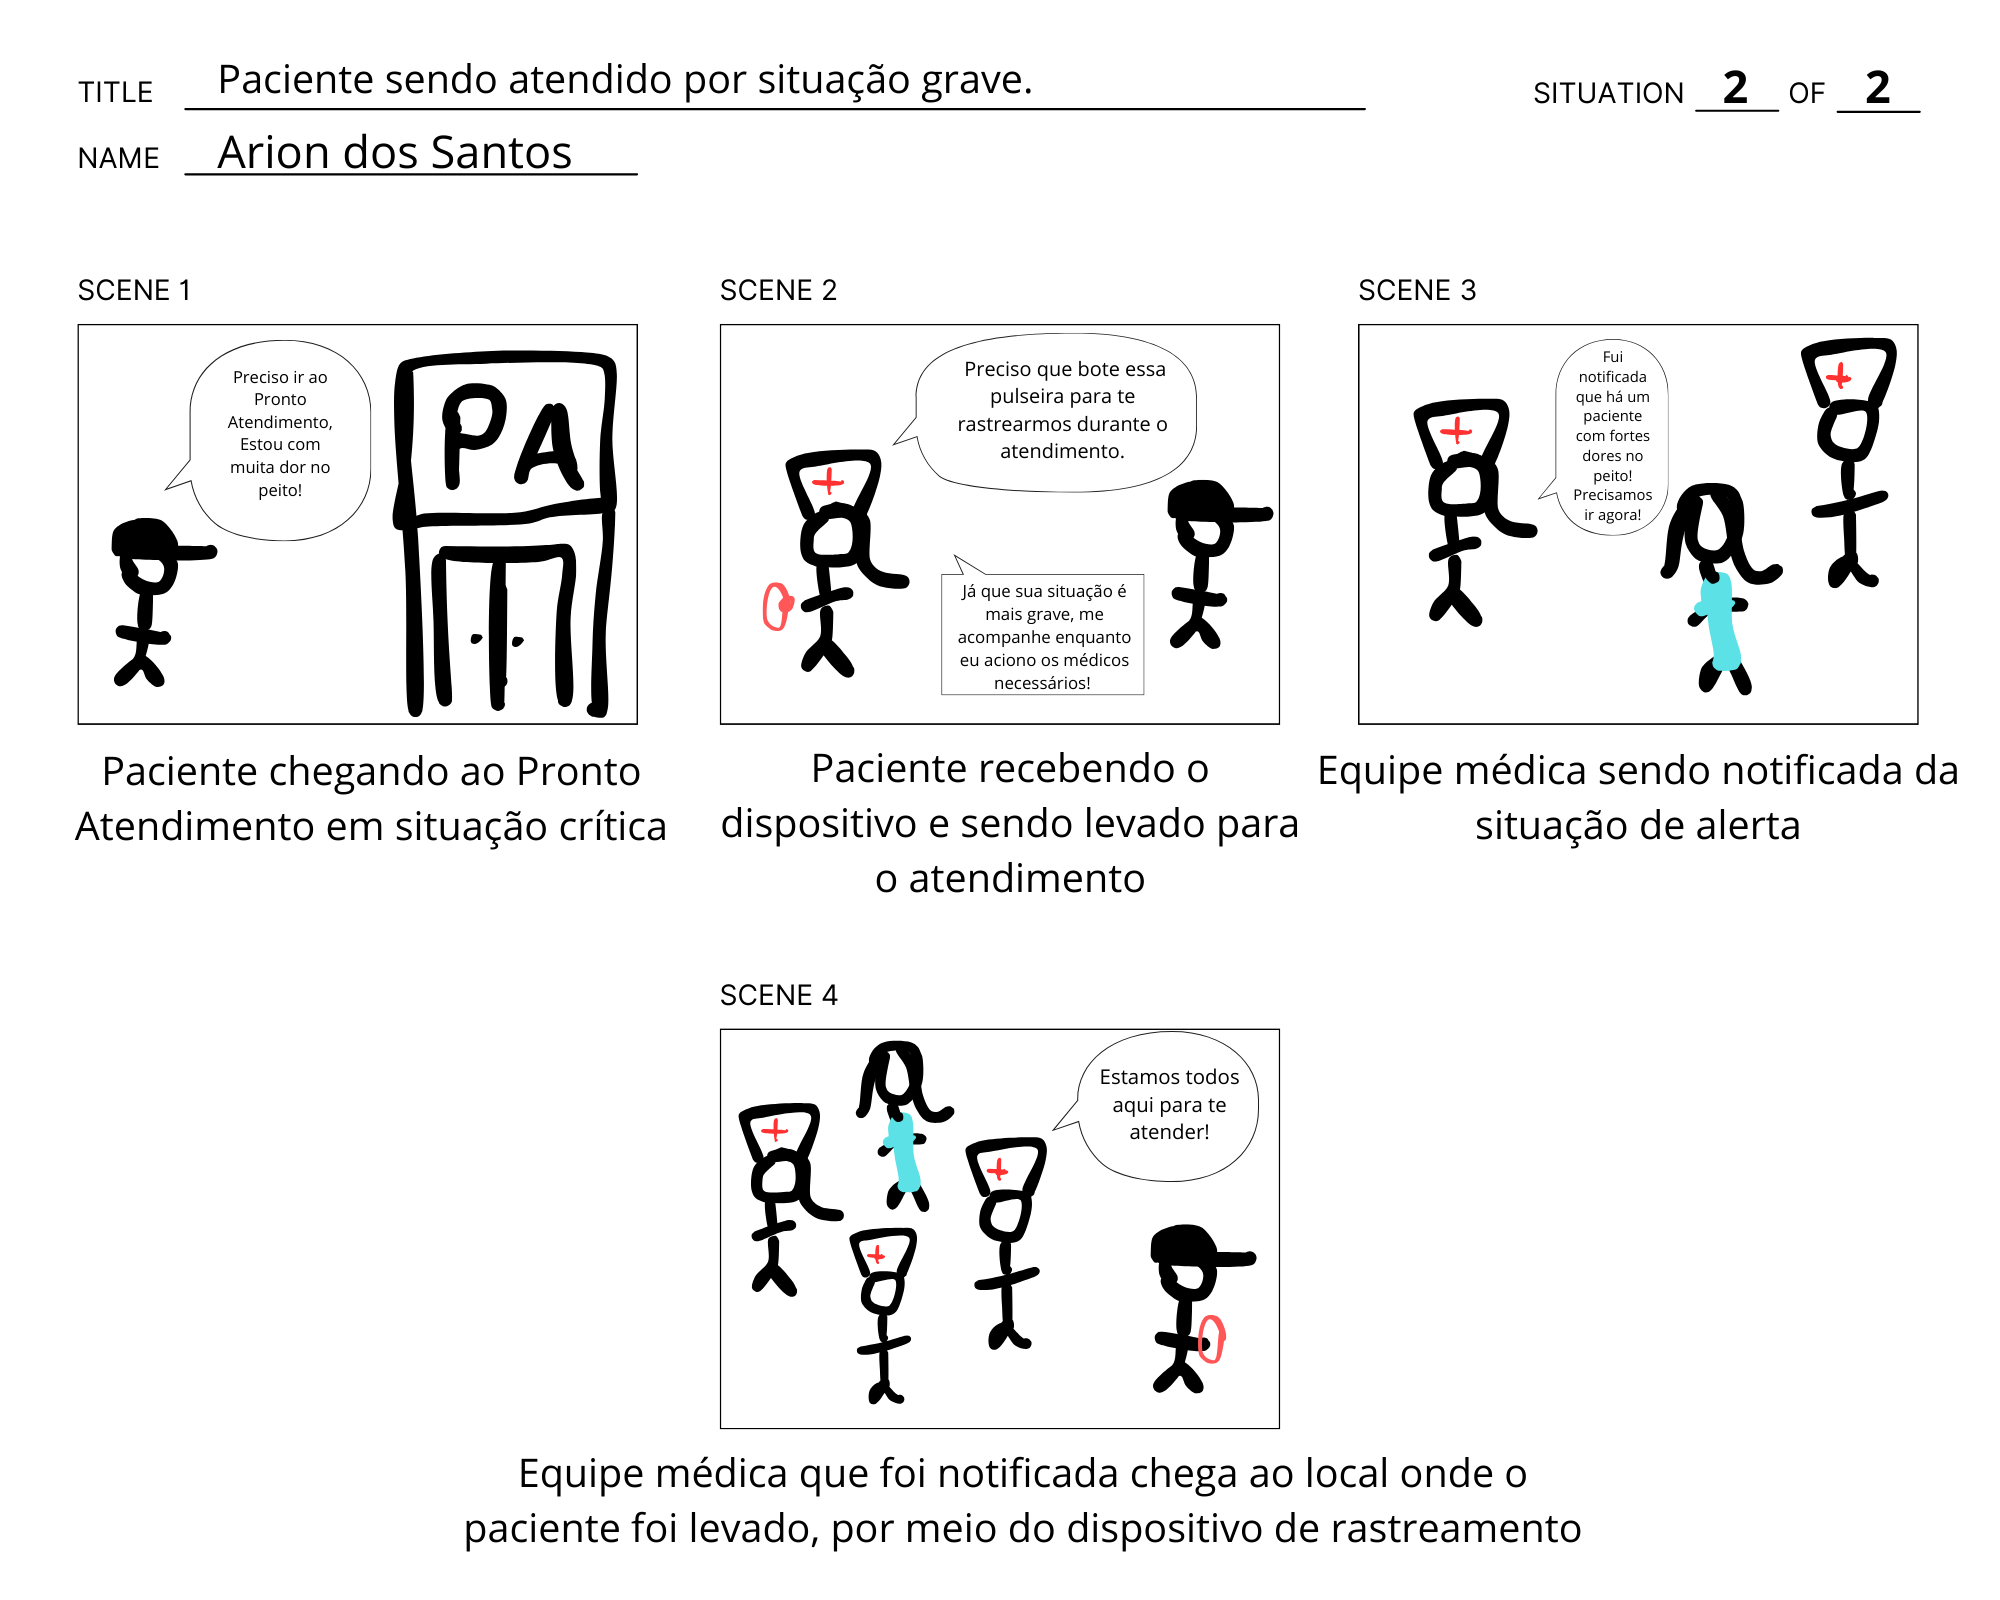 TITLE Paciente sendo atendido por situação grave.
SITUATION 2 OF 2
NAME Arion dos Santos
SCENE 1
Preciso ir ao
Pronto
Atendimento,
Estou com
muita dor no
peito!
PA
Paciente chegando ao Pronto
Atendimento em situação crítica
SCENE 2
Preciso que bote essa
pulseira para te
rastrearmos durante o
atendimento.
Já que sua situação é
mais grave, me
acompanhe enquanto
eu aciono os médicos
necessários!
Paciente recebendo o
dispositivo e sendo levado para
o atendimento
SCENE 3
Fui
notificada
que há um
paciente
com fortes
dores no
peito!
Precisamos
ir agora!
Equipe médica sendo notificada da
situação de alerta
SCENE 4
Estamos todos
aqui para te
atender!
Equipe médica que foi notificada chega ao local onde o
paciente foi levado, por meio do dispositivo de rastreamento